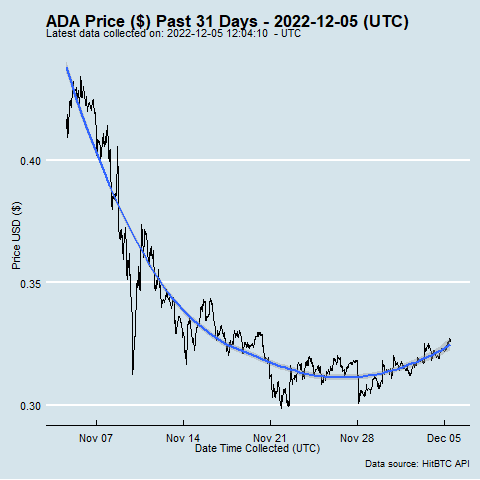 ADA Price ($) Past 31 Days - 2022-12-05 (UTC)
Latest data collected on: 2022-12-05 12:04:10 - UTC
0.40
0.35
0.30
Price USD ($)
Nov 07 Nov 14 Nov 21 Nov 28 Dec 05
Date Time Collected (UTC)
Data source: HitBTC API